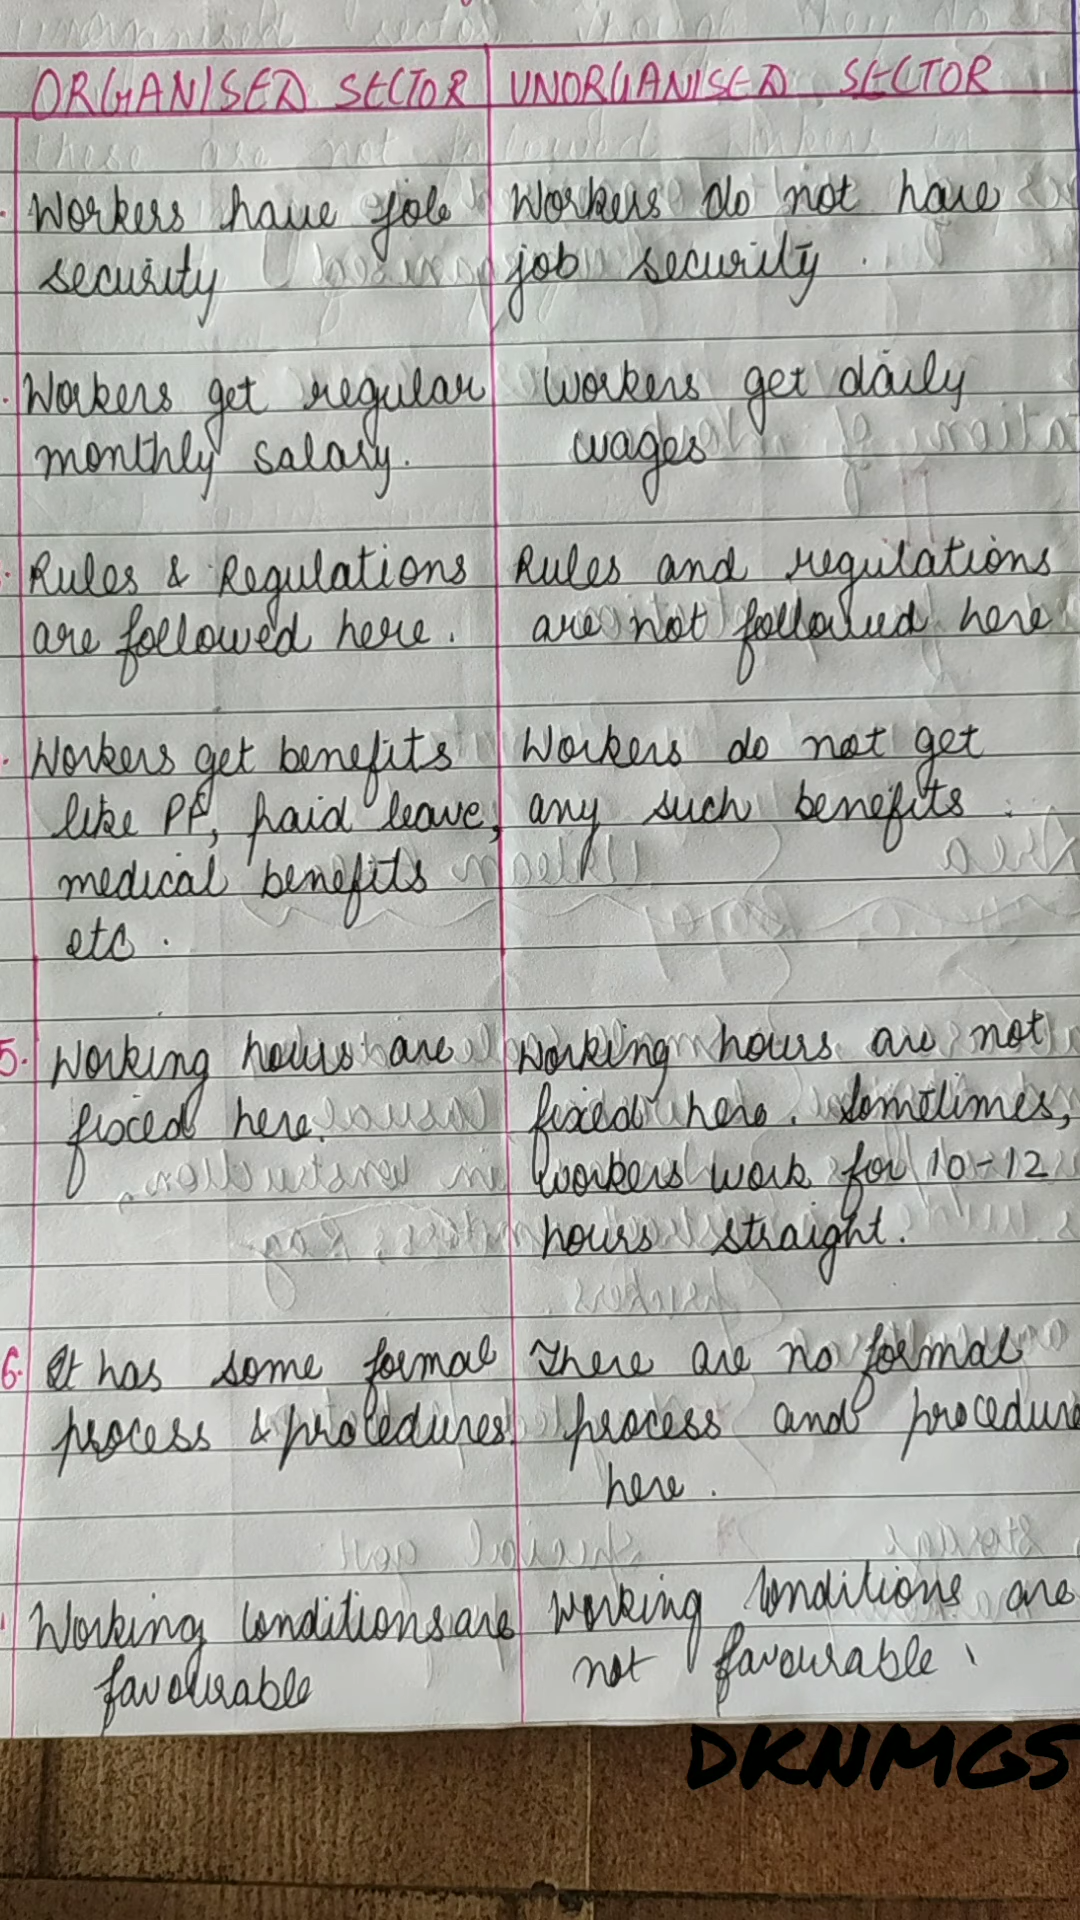 ORGANISED SECTOR
UNORGANISED SECTOR
Workers have job
security
Workers do not have
job security.
Workers get regular
monthly salary.
Workers get daily
wages
Rules & Regulations
are followed here.
Rules and regulations
are not followed here
Workers get benefits
like PF, paid leave,
medical benefits
etc.
Workers do not get
any such benefits.
5. Working hours are
fixed here.
Working hours are not
fixed here. Sometimes,
workers work for 10-12
hours straight.
6. It has some formal
process & procedures.
There are no formal
process and procedure
here.
Working conditions are
favourable
Working conditions are
not favourable.
DKNMGS